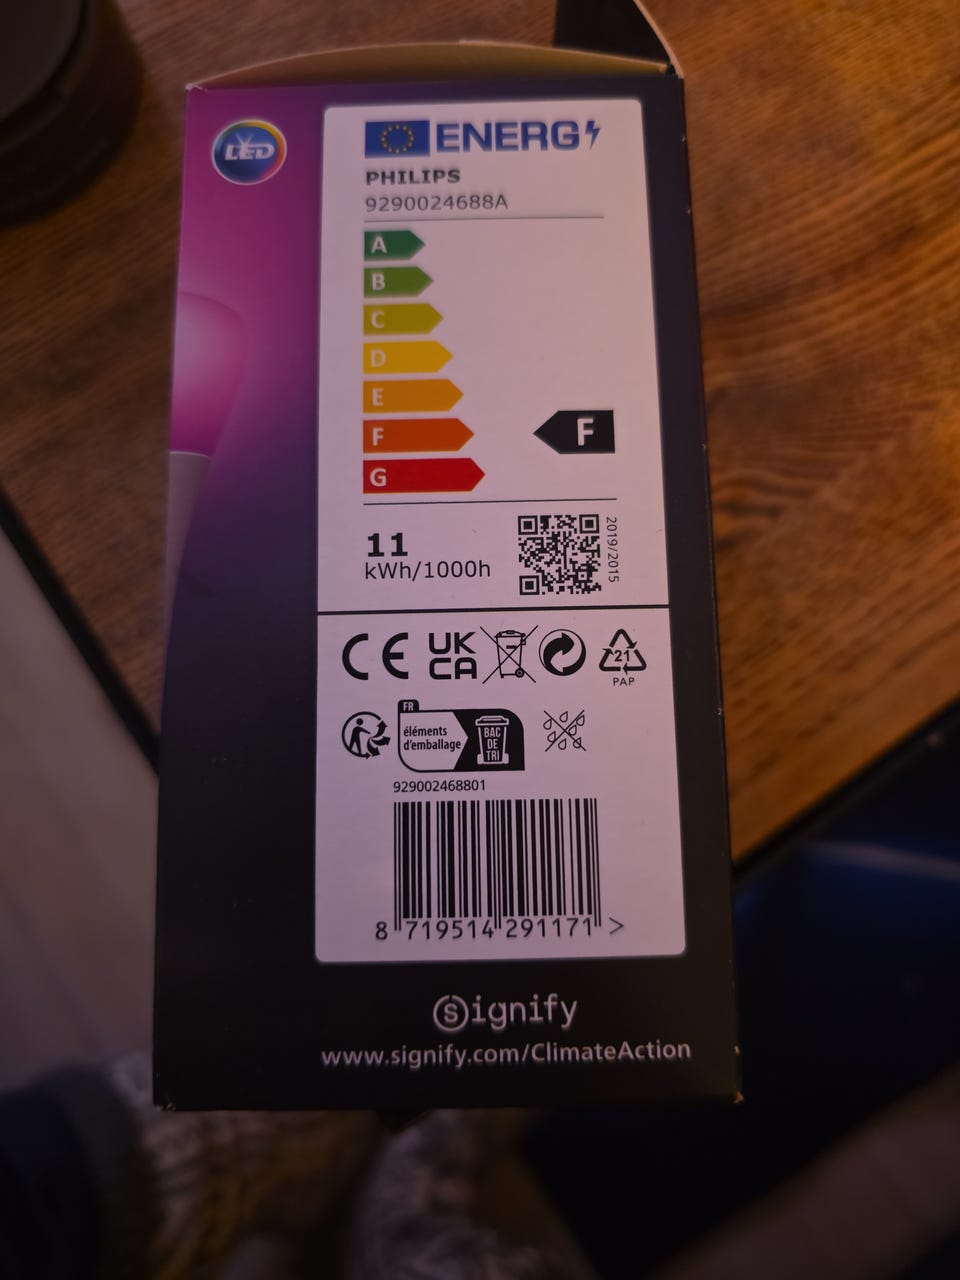 LED
ENERG
PHILIPS
9290024688A
A
B
C
D
E
F
F
G
11
kWh/1000h
2019/2015
CE
UK
CA
21
PAP
FR
éléments
d'emballage
BAC
DE
TRI
929002468801
8 719514 291171 >
Signify
www.signify.com/ClimateAction